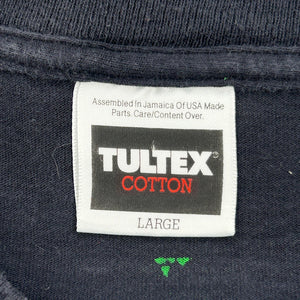 Assembled In Jamaica Of USA Made
Parts. Care/Content Over.
TULTEX®
COTTON
LARGE